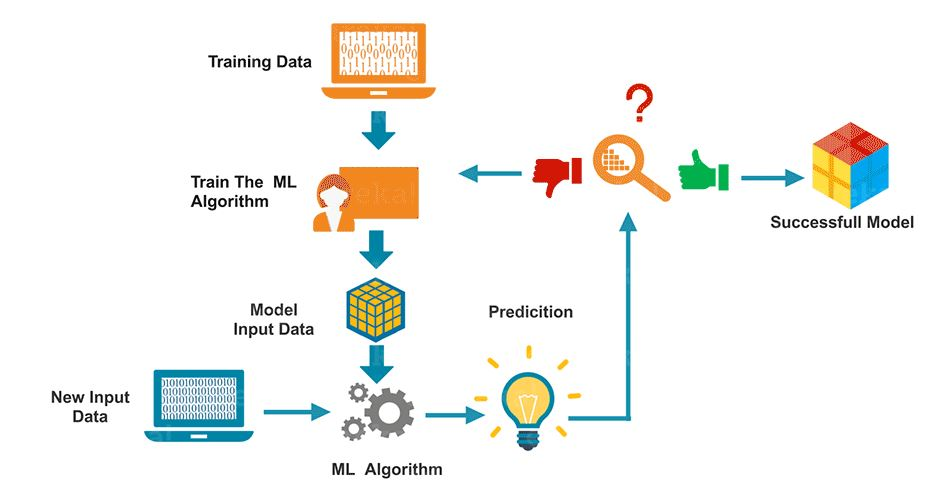 Training Data
Train The ML
Algorithm
Model
Input Data
New Input
Data
ML Algorithm
Predicition
?
Successfull Model